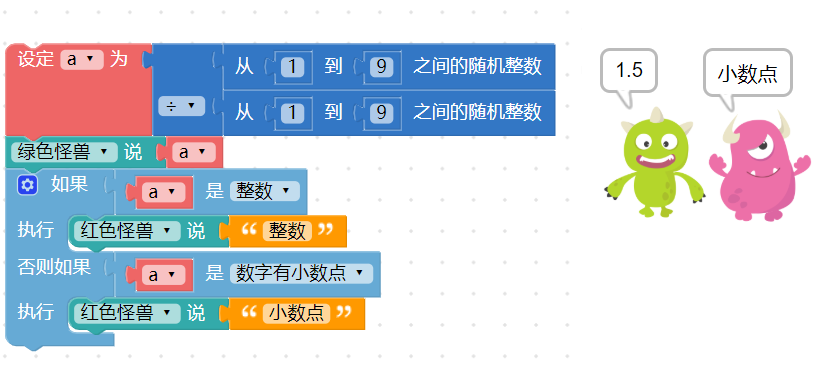 设定 a 为
从 1 到 9 之间的随机整数
÷
从 1 到 9 之间的随机整数
绿色怪兽 说 a
如果 a 是 整数
执行 红色怪兽 说 “ 整数 ”
否则如果 a 是 数字有小数点
执行 红色怪兽 说 “ 小数点 ”
1.5
小数点